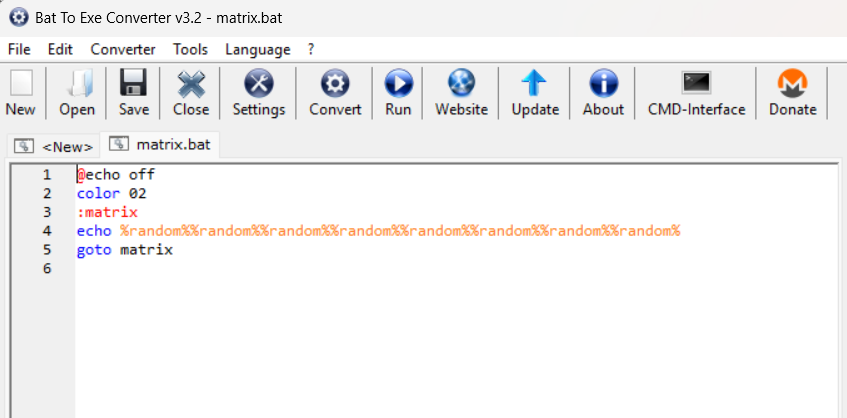 Bat To Exe Converter v3.2 - matrix.bat
File Edit Converter Tools Language ?
New Open Save Close Settings Convert Run Website Update About CMD-Interface Donate
<New> matrix.bat
1 @echo off
2 color 02
3 :matrix
4 echo %random%%random%%random%%random%%random%%random%%random%%random%
5 goto matrix
6